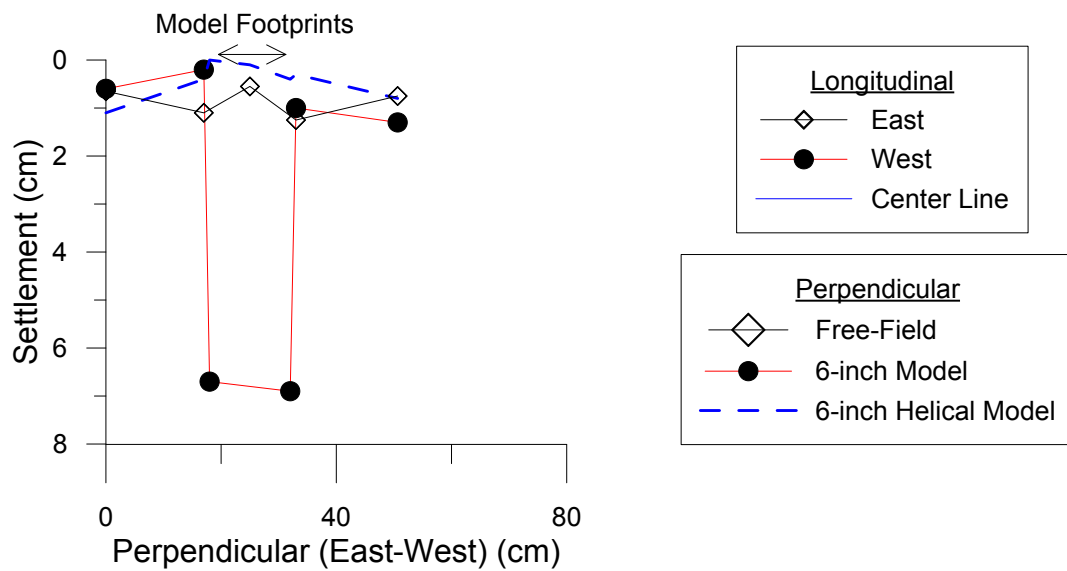 Model Footprints
0
2
4
6
8
Settlement (cm)
0
40
80
Perpendicular (East-West) (cm)
Longitudinal
East
West
Center Line
Perpendicular
Free-Field
6-inch Model
6-inch Helical Model